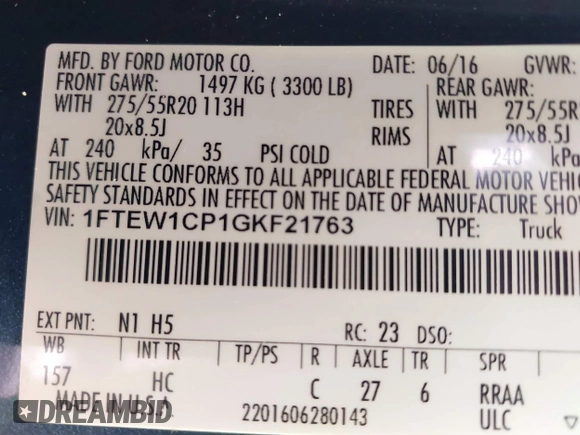 MFD. BY FORD MOTOR CO. DATE: 06/16 GVWR:
FRONT GAWR: 1497 KG ( 3300 LB) REAR GAWR:
WITH 275/55R20 113H TIRES WITH 275/55R
20x8.5J RIMS 20x8.5J
AT 240 kPa/ 35 PSI COLD AT 240 kPa/
THIS VEHICLE CONFORMS TO ALL APPLICABLE FEDERAL MOTOR VEHIC
SAFETY STANDARDS IN EFFECT ON THE DATE OF MANUFACTURE SHOW
VIN: 1FTEW1CP1GKF21763 TYPE: Truck
EXT PNT: N1 H5 RC: 23 DSO:
WB INT TR TP/PS R AXLE TR SPR
157 HC C 27 6 RRAA
MADE IN U.S.A. 2201606280143 ULC
DREAMBID